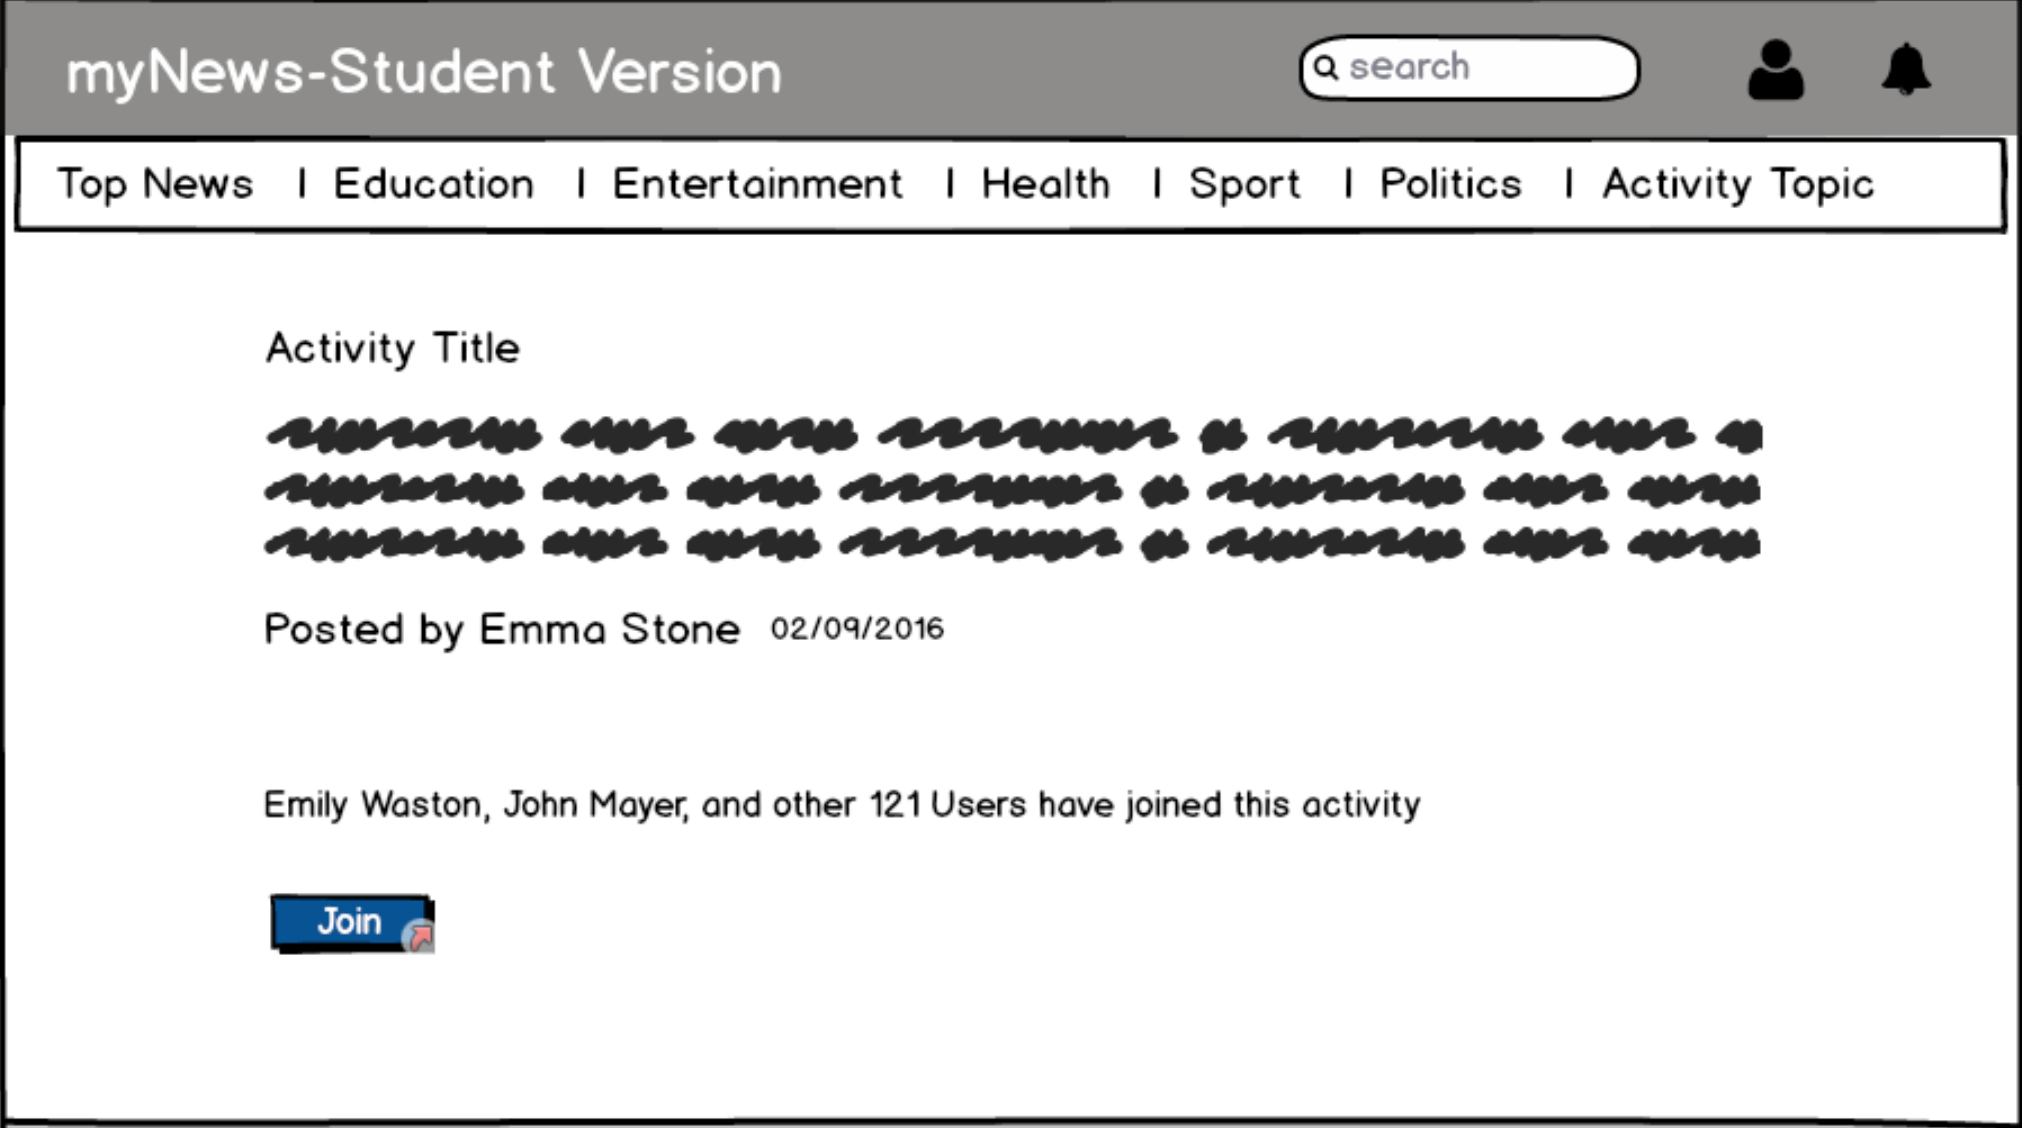 myNews-Student Version
search
Top News | Education | Entertainment | Health | Sport | Politics | Activity Topic
Activity Title
Posted by Emma Stone 02/09/2016
Emily Waston, John Mayer, and other 121 Users have joined this activity
Join